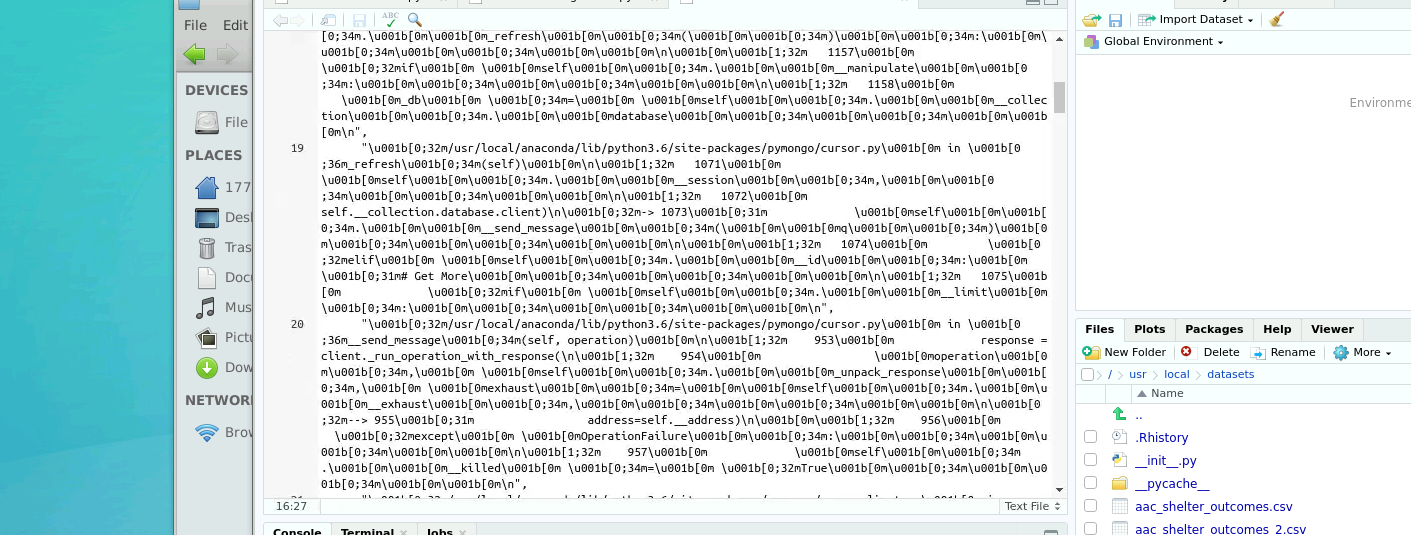 File Edit
DEVICES
File
PLACES
177
Desl
Tras
Docu
Mus
Pictu
Dow
NETWORK
Brow
ABC
[0;34m.\u001b[0m\u001b[0m_refresh\u001b[0m\u001b[0;34m(\u001b[0m\u001b[0;34m)\u001b[0m\u001b[0;34m:\u001b[0m\
u001b[0;34m\u001b[0m\u001b[0;34m\u001b[0m\u001b[0m\n\u001b[1;32m   1157\u001b[0m
\u001b[0;32mif\u001b[0m \u001b[0mself\u001b[0m\u001b[0;34m.\u001b[0m\u001b[0m__manipulate\u001b[0m\u001b[0
;34m:\u001b[0m\u001b[0;34m\u001b[0m\u001b[0;34m\u001b[0m\u001b[0m\n\u001b[1;32m   1158\u001b[0m
\u001b[0m_db\u001b[0m \u001b[0;34m=\u001b[0m \u001b[0mself\u001b[0m\u001b[0;34m.\u001b[0m\u001b[0m__collec
tion\u001b[0m\u001b[0;34m.\u001b[0m\u001b[0mdatabase\u001b[0m\u001b[0;34m\u001b[0m\u001b[0;34m\u001b[0m\u001b
[0m\n",
19 "\u001b[0;32m/usr/local/anaconda/lib/python3.6/site-packages/pymongo/cursor.py\u001b[0m in \u001b[0
;36m_refresh\u001b[0;34m(self)\u001b[0m\n\u001b[1;32m   1071\u001b[0m
\u001b[0mself\u001b[0m\u001b[0;34m.\u001b[0m\u001b[0m__session\u001b[0m\u001b[0;34m,\u001b[0m\u001b[0
;34m\u001b[0m\u001b[0;34m\u001b[0m\u001b[0m\n\u001b[1;32m   1072\u001b[0m
self.__collection.database.client)\n\u001b[0;32m-> 1073\u001b[0;31m             \u001b[0mself\u001b[0m\u001b[
0;34m.\u001b[0m\u001b[0m__send_message\u001b[0m\u001b[0;34m(\u001b[0m\u001b[0mq\u001b[0m\u001b[0;34m)\u001b[0
m\u001b[0;34m\u001b[0m\u001b[0;34m\u001b[0m\u001b[0m\n\u001b[1;32m   1074\u001b[0m         \u001b[0
;32melif\u001b[0m \u001b[0mself\u001b[0m\u001b[0;34m.\u001b[0m\u001b[0m__id\u001b[0m\u001b[0;34m:\u001b[0m
\u001b[0;31m# Get More\u001b[0m\u001b[0;34m\u001b[0m\u001b[0;34m\u001b[0m\u001b[0m\n\u001b[1;32m   1075\u001b
[0m             \u001b[0;32mif\u001b[0m \u001b[0mself\u001b[0m\u001b[0;34m.\u001b[0m\u001b[0m__limit\u001b[0m
\u001b[0;34m:\u001b[0m\u001b[0;34m\u001b[0m\u001b[0;34m\u001b[0m\u001b[0m\n",
20 "\u001b[0;32m/usr/local/anaconda/lib/python3.6/site-packages/pymongo/cursor.py\u001b[0m in \u001b[0
;36m__send_message\u001b[0;34m(self, operation)\u001b[0m\n\u001b[1;32m    953\u001b[0m             response =
client._run_operation_with_response(\n\u001b[1;32m    954\u001b[0m                 \u001b[0moperation\u001b[0
m\u001b[0;34m,\u001b[0m \u001b[0mself\u001b[0m\u001b[0;34m.\u001b[0m\u001b[0m_unpack_response\u001b[0m\u001b[
0;34m,\u001b[0m \u001b[0mexhaust\u001b[0m\u001b[0;34m=\u001b[0m\u001b[0mself\u001b[0m\u001b[0;34m.\u001b[0m\u
001b[0m__exhaust\u001b[0m\u001b[0;34m,\u001b[0m\u001b[0;34m\u001b[0m\u001b[0;34m\u001b[0m\u001b[0m\n\u001b[0
;32m--> 955\u001b[0;31m                 address=self.__address)\n\u001b[0m\u001b[1;32m    956\u001b[0m
\u001b[0;32mexcept\u001b[0m \u001b[0mOperationFailure\u001b[0m\u001b[0;34m:\u001b[0m\u001b[0;34m\u001b[0m\u
001b[0;34m\u001b[0m\u001b[0m\n\u001b[1;32m    957\u001b[0m             \u001b[0mself\u001b[0m\u001b[0;34m
.\u001b[0m\u001b[0m__killed\u001b[0m \u001b[0;34m=\u001b[0m \u001b[0;32mTrue\u001b[0m\u001b[0;34m\u001b[0m\u0
01b[0;34m\u001b[0m\u001b[0m\n",
16:27
Text File
Console Terminal Jobs
Import Dataset
Global Environment
Environme
Files Plots Packages Help Viewer
New Folder Delete Rename More
/ usr local datasets
Name
..
.Rhistory
__init__.py
__pycache__
aac_shelter_outcomes.csv
aac_shelter_outcomes_2.csv